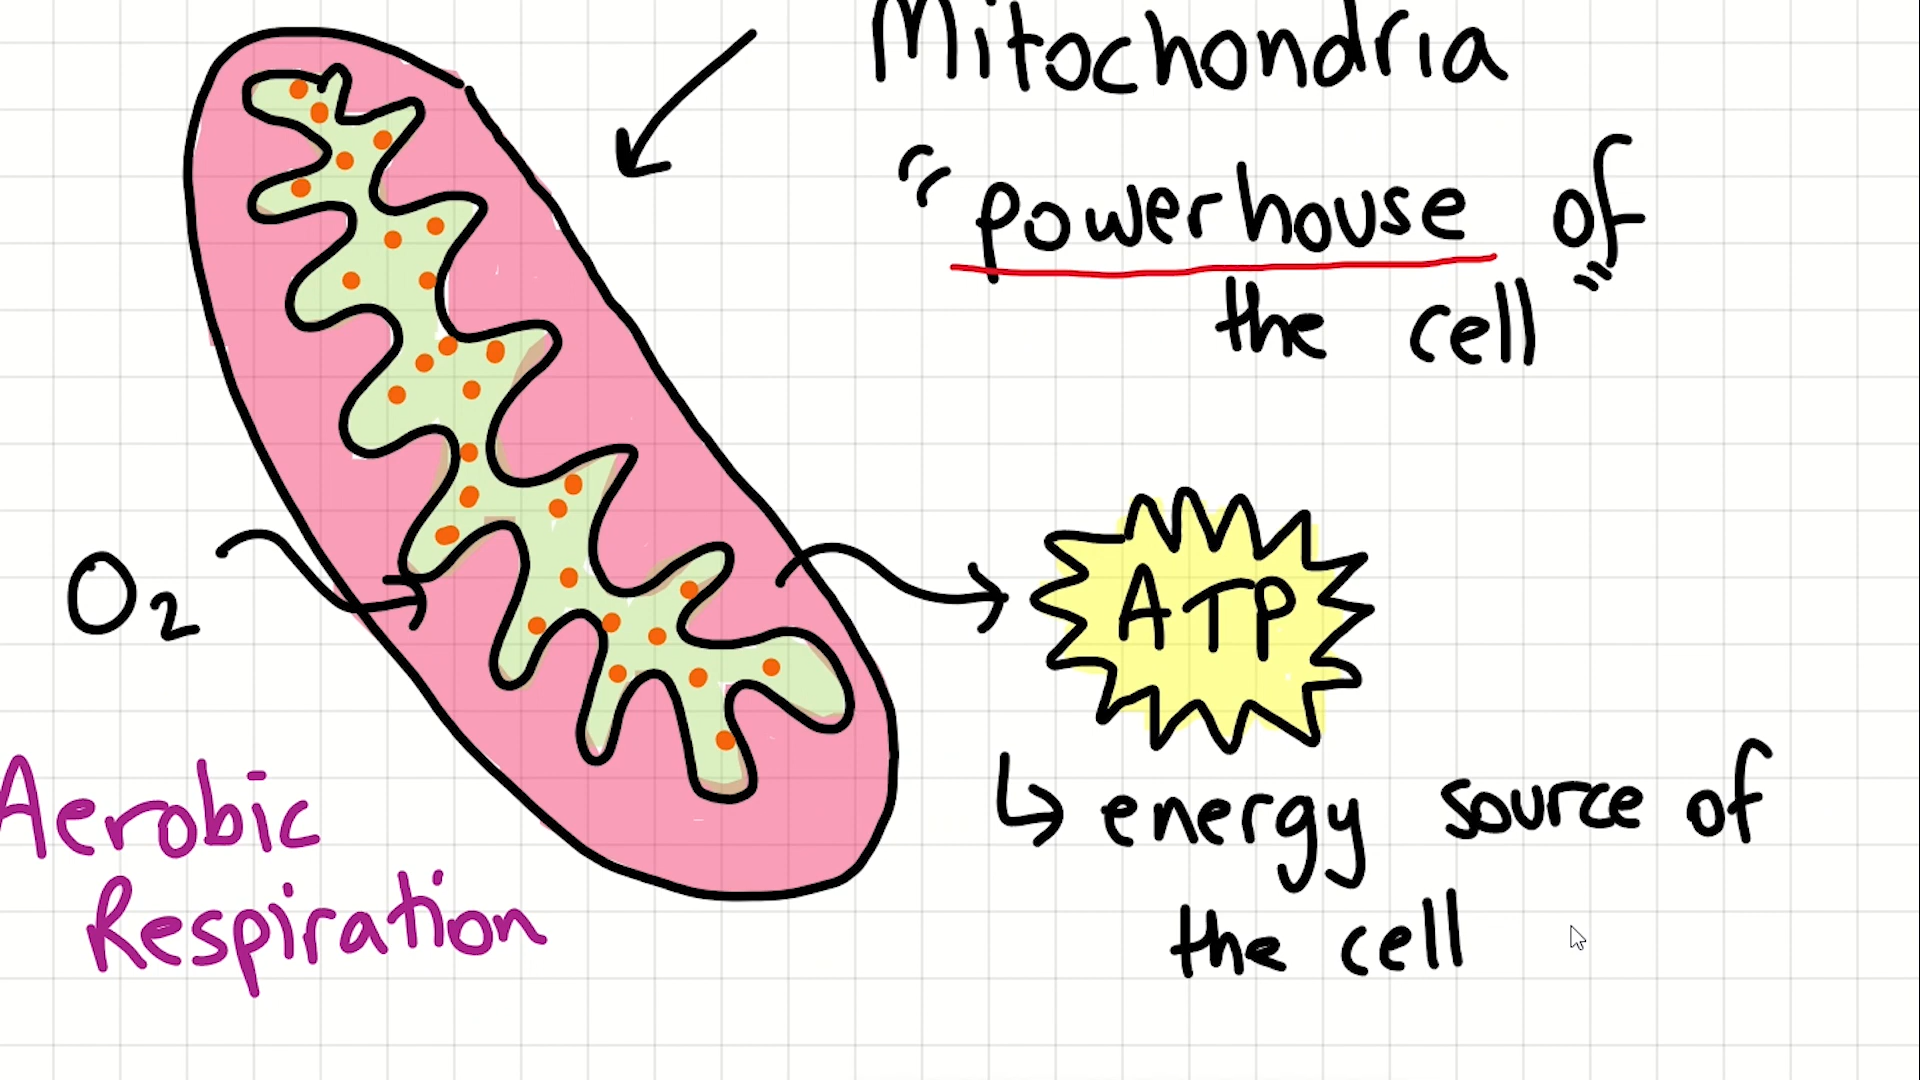 Mitochondria
"powerhouse of
the cell"
O2
ATP
↳ energy source of
the cell
Aerobic
Respiration